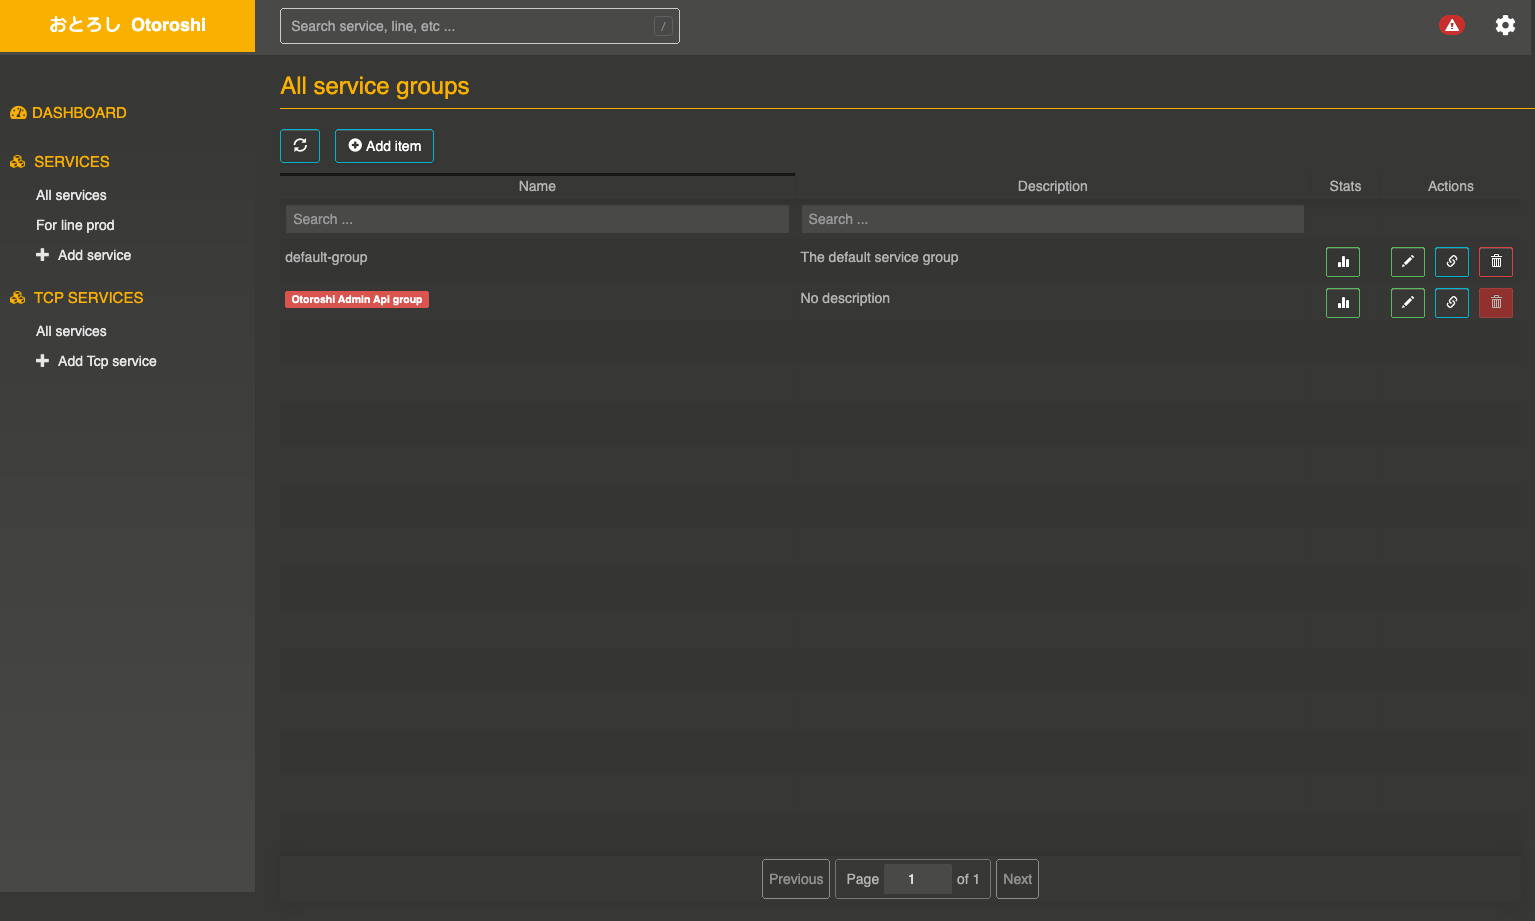 おとろし Otoroshi
Search service, line, etc ... /
DASHBOARD
SERVICES
All services
For line prod
Add service
TCP SERVICES
All services
Add Tcp service
All service groups
Add item
Name Description Stats Actions
Search ... Search ...
default-group The default service group
Otoroshi Admin Api group No description
Previous Page 1 of 1 Next